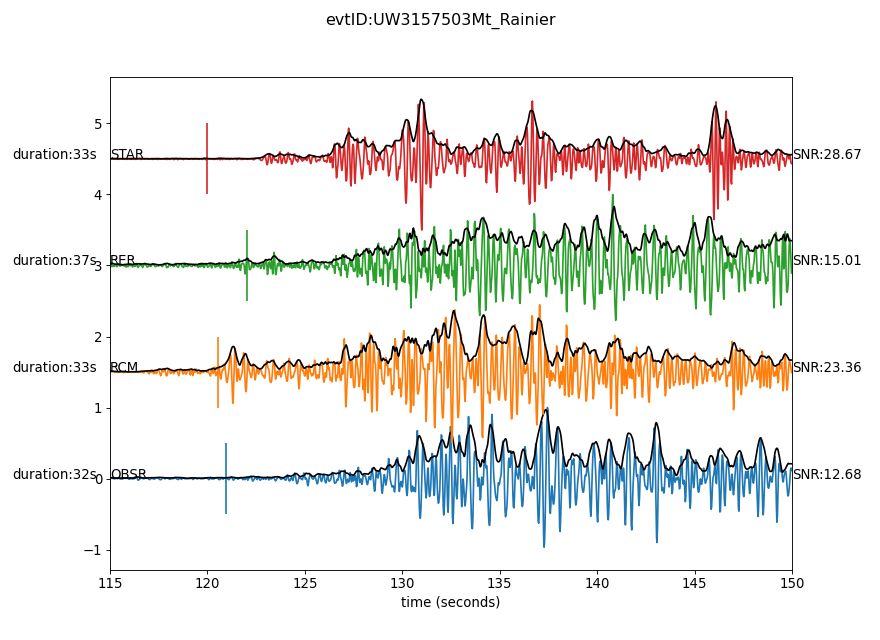 evtID:UW3157503Mt_Rainier
5
duration:33s STAR SNR:28.67
4
duration:37s RER SNR:15.01
3
2
duration:33s RCM SNR:23.36
1
duration:32s OBSR SNR:12.68
0
−1
115 120 125 130 135 140 145 150
time (seconds)